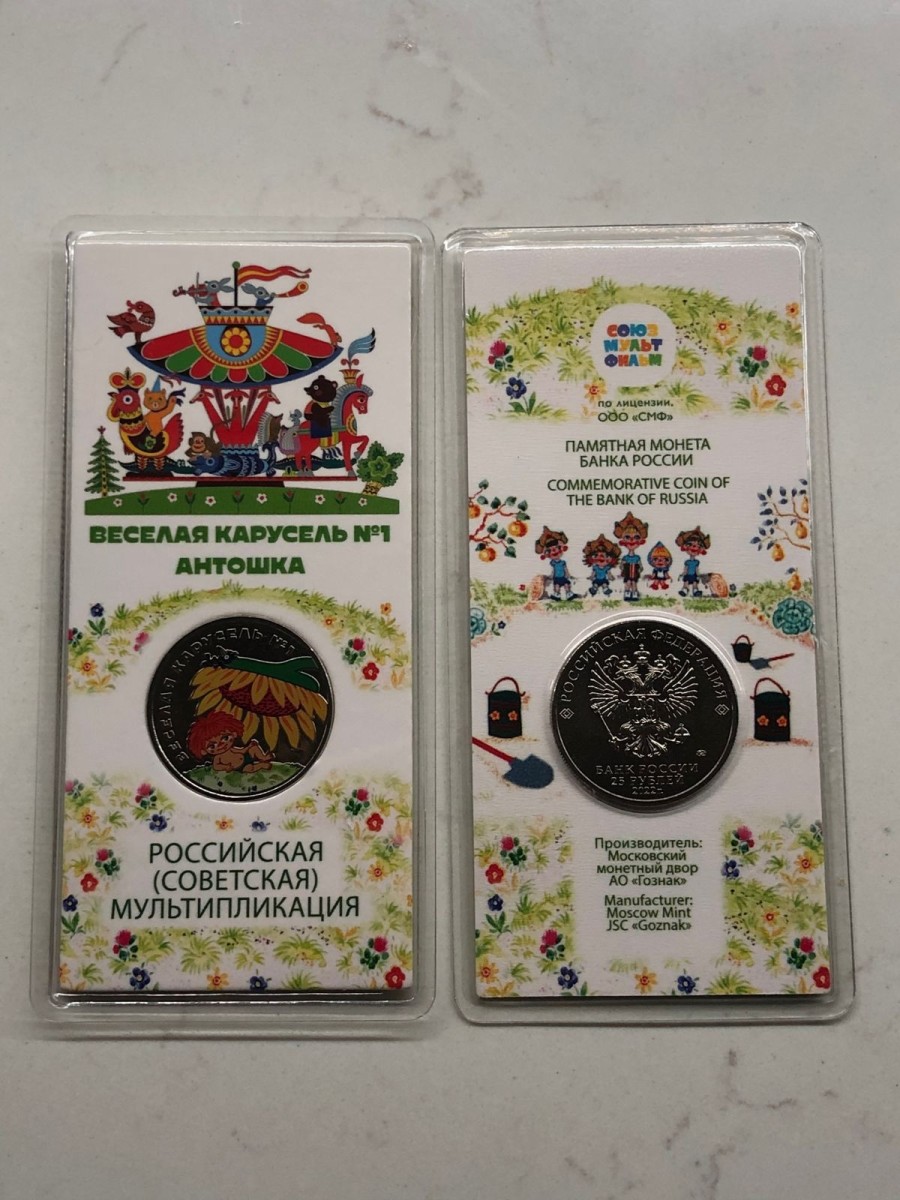 ВЕСЕЛАЯ КАРУСЕЛЬ №1
АНТОШКА
ВЕСЕЛАЯ КАРУСЕЛЬ №1
РОССИЙСКАЯ
(СОВЕТСКАЯ)
МУЛЬТИПЛИКАЦИЯ
СОЮЗ
МУЛЬТ
ФИЛЬМ
по лицензии.
ООО «СМФ»
ПАМЯТНАЯ МОНЕТА
БАНКА РОССИИ
COMMEMORATIVE COIN OF
THE BANK OF RUSSIA
РОССИЙСКАЯ ФЕДЕРАЦИЯ
БАНК РОССИИ
25 РУБЛЕЙ
2022г.
Производитель:
Московский
монетный двор
АО «Гознак»
Manufacturer:
Moscow Mint
JSC «Goznak»